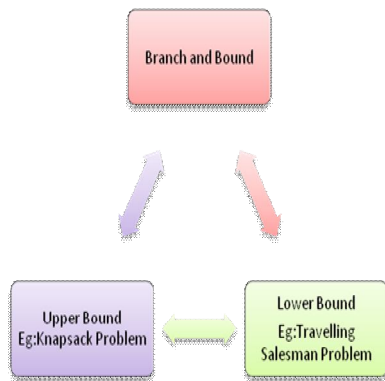 Branch and Bound
Upper Bound
Eg:Knapsack Problem
Lower Bound
Eg:Travelling
Salesman Problem